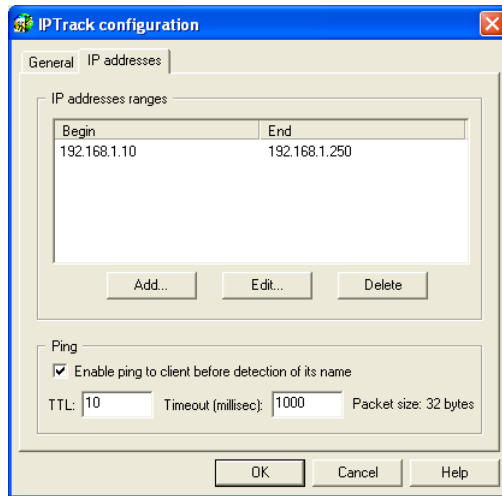 IPTrack configuration
General IP addresses
IP addresses ranges
Begin End
192.168.1.10 192.168.1.250
Add... Edit... Delete
Ping
Enable ping to client before detection of its name
TTL: 10 Timeout (millisec): 1000 Packet size: 32 bytes
OK Cancel Help